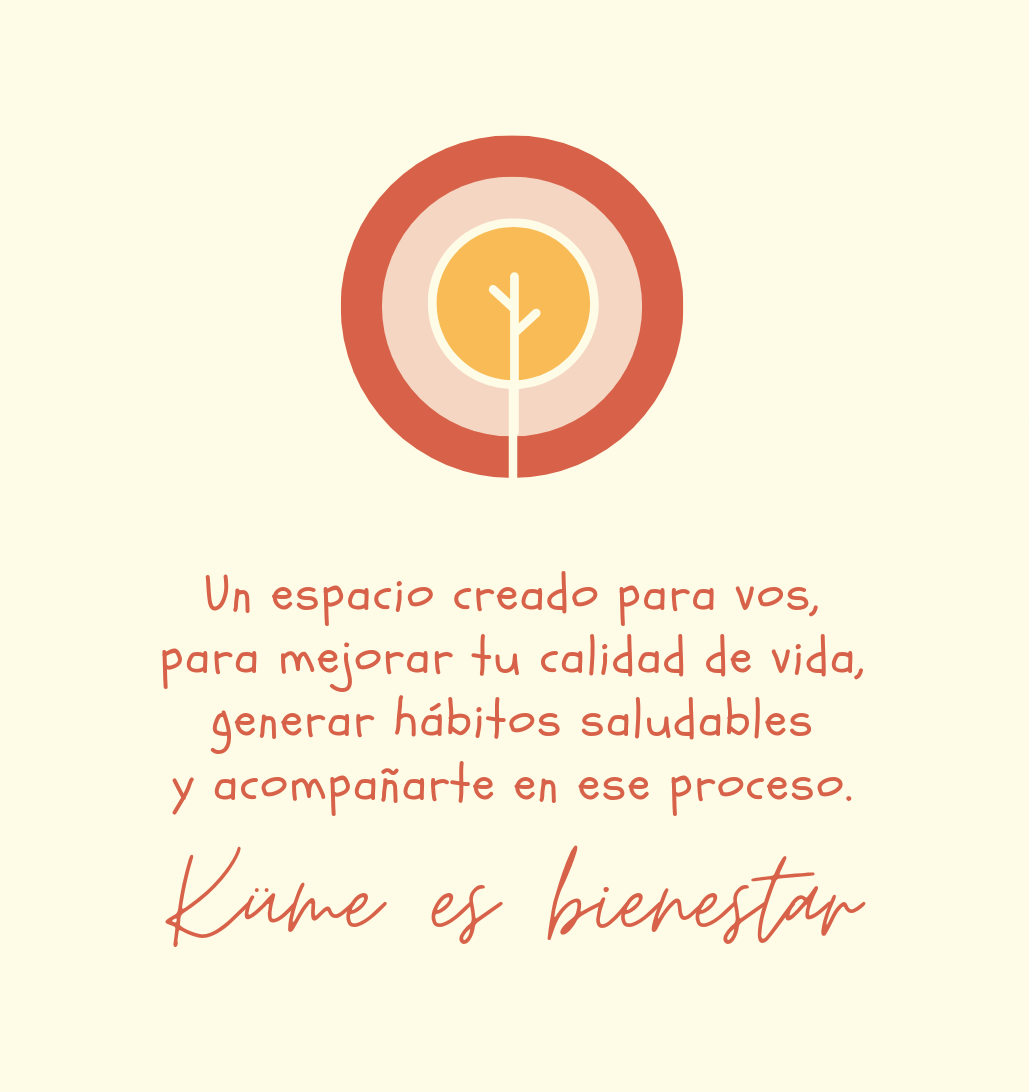 Un espacio creado para vos,
para mejorar tu calidad de vida,
generar hábitos saludables
y acompañarte en ese proceso.
Küme es bienestar